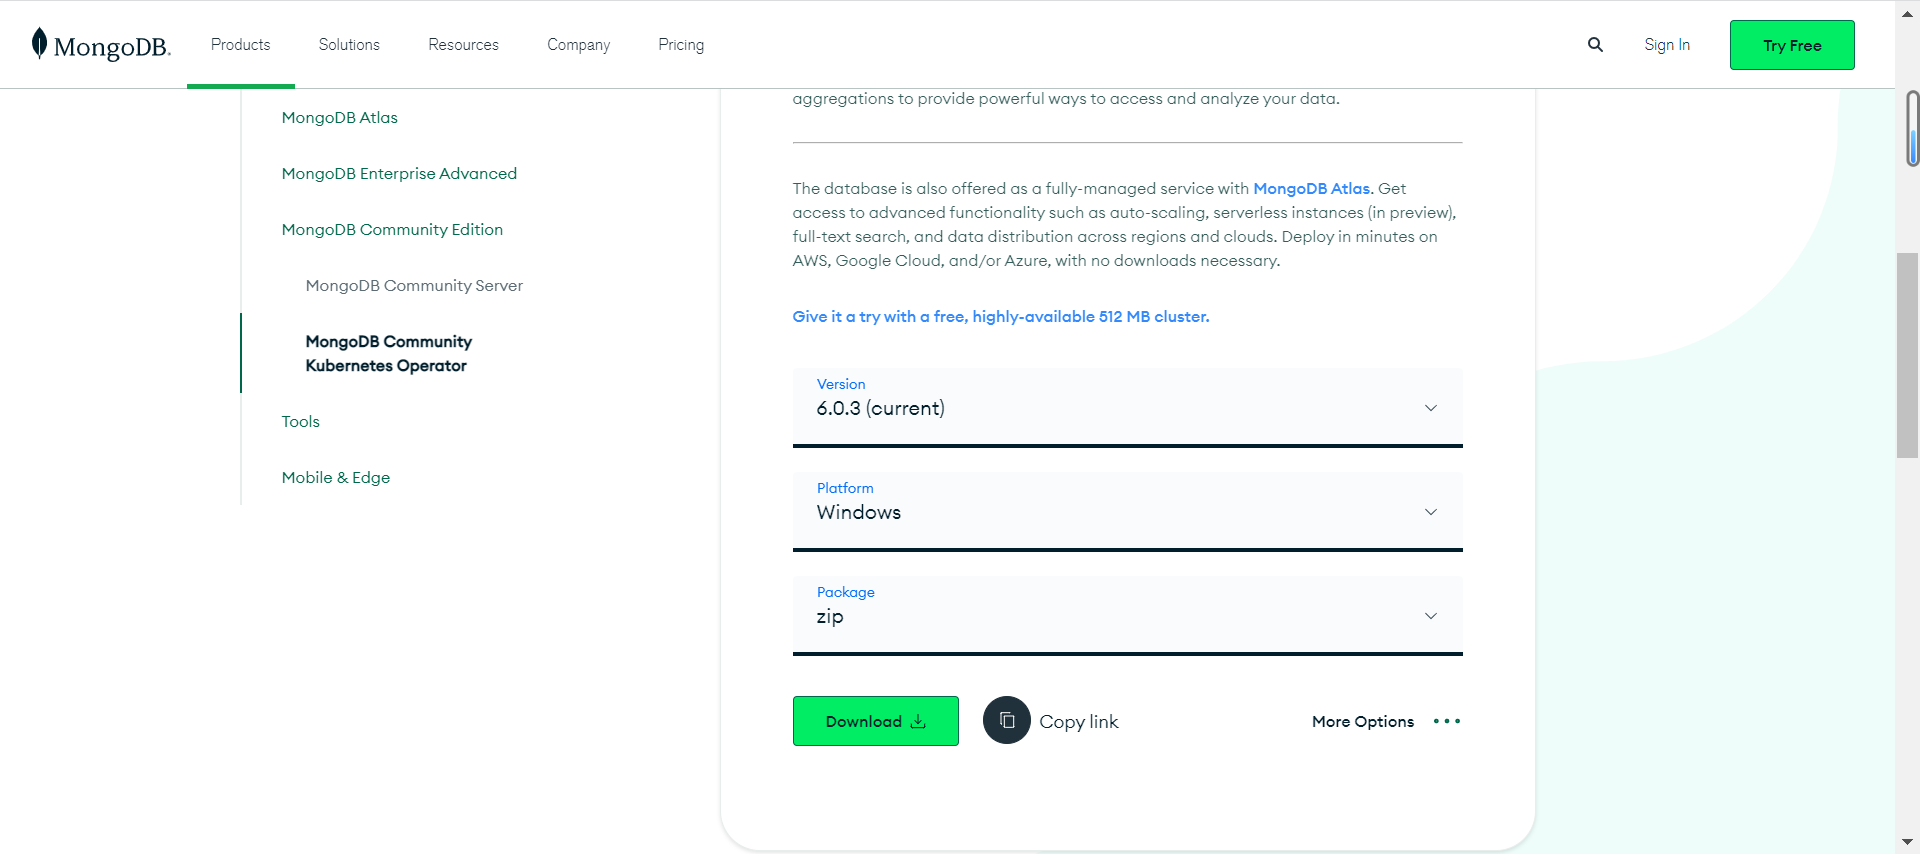 MongoDB.
Products
Solutions
Resources
Company
Pricing
Sign In
Try Free
MongoDB Atlas
MongoDB Enterprise Advanced
MongoDB Community Edition
MongoDB Community Server
MongoDB Community
Kubernetes Operator
Tools
Mobile & Edge
aggregations to provide powerful ways to access and analyze your data.
The database is also offered as a fully-managed service with MongoDB Atlas. Get
access to advanced functionality such as auto-scaling, serverless instances (in preview),
full-text search, and data distribution across regions and clouds. Deploy in minutes on
AWS, Google Cloud, and/or Azure, with no downloads necessary.
Give it a try with a free, highly-available 512 MB cluster.
Version
6.0.3 (current)
Platform
Windows
Package
zip
Download
Copy link
More Options